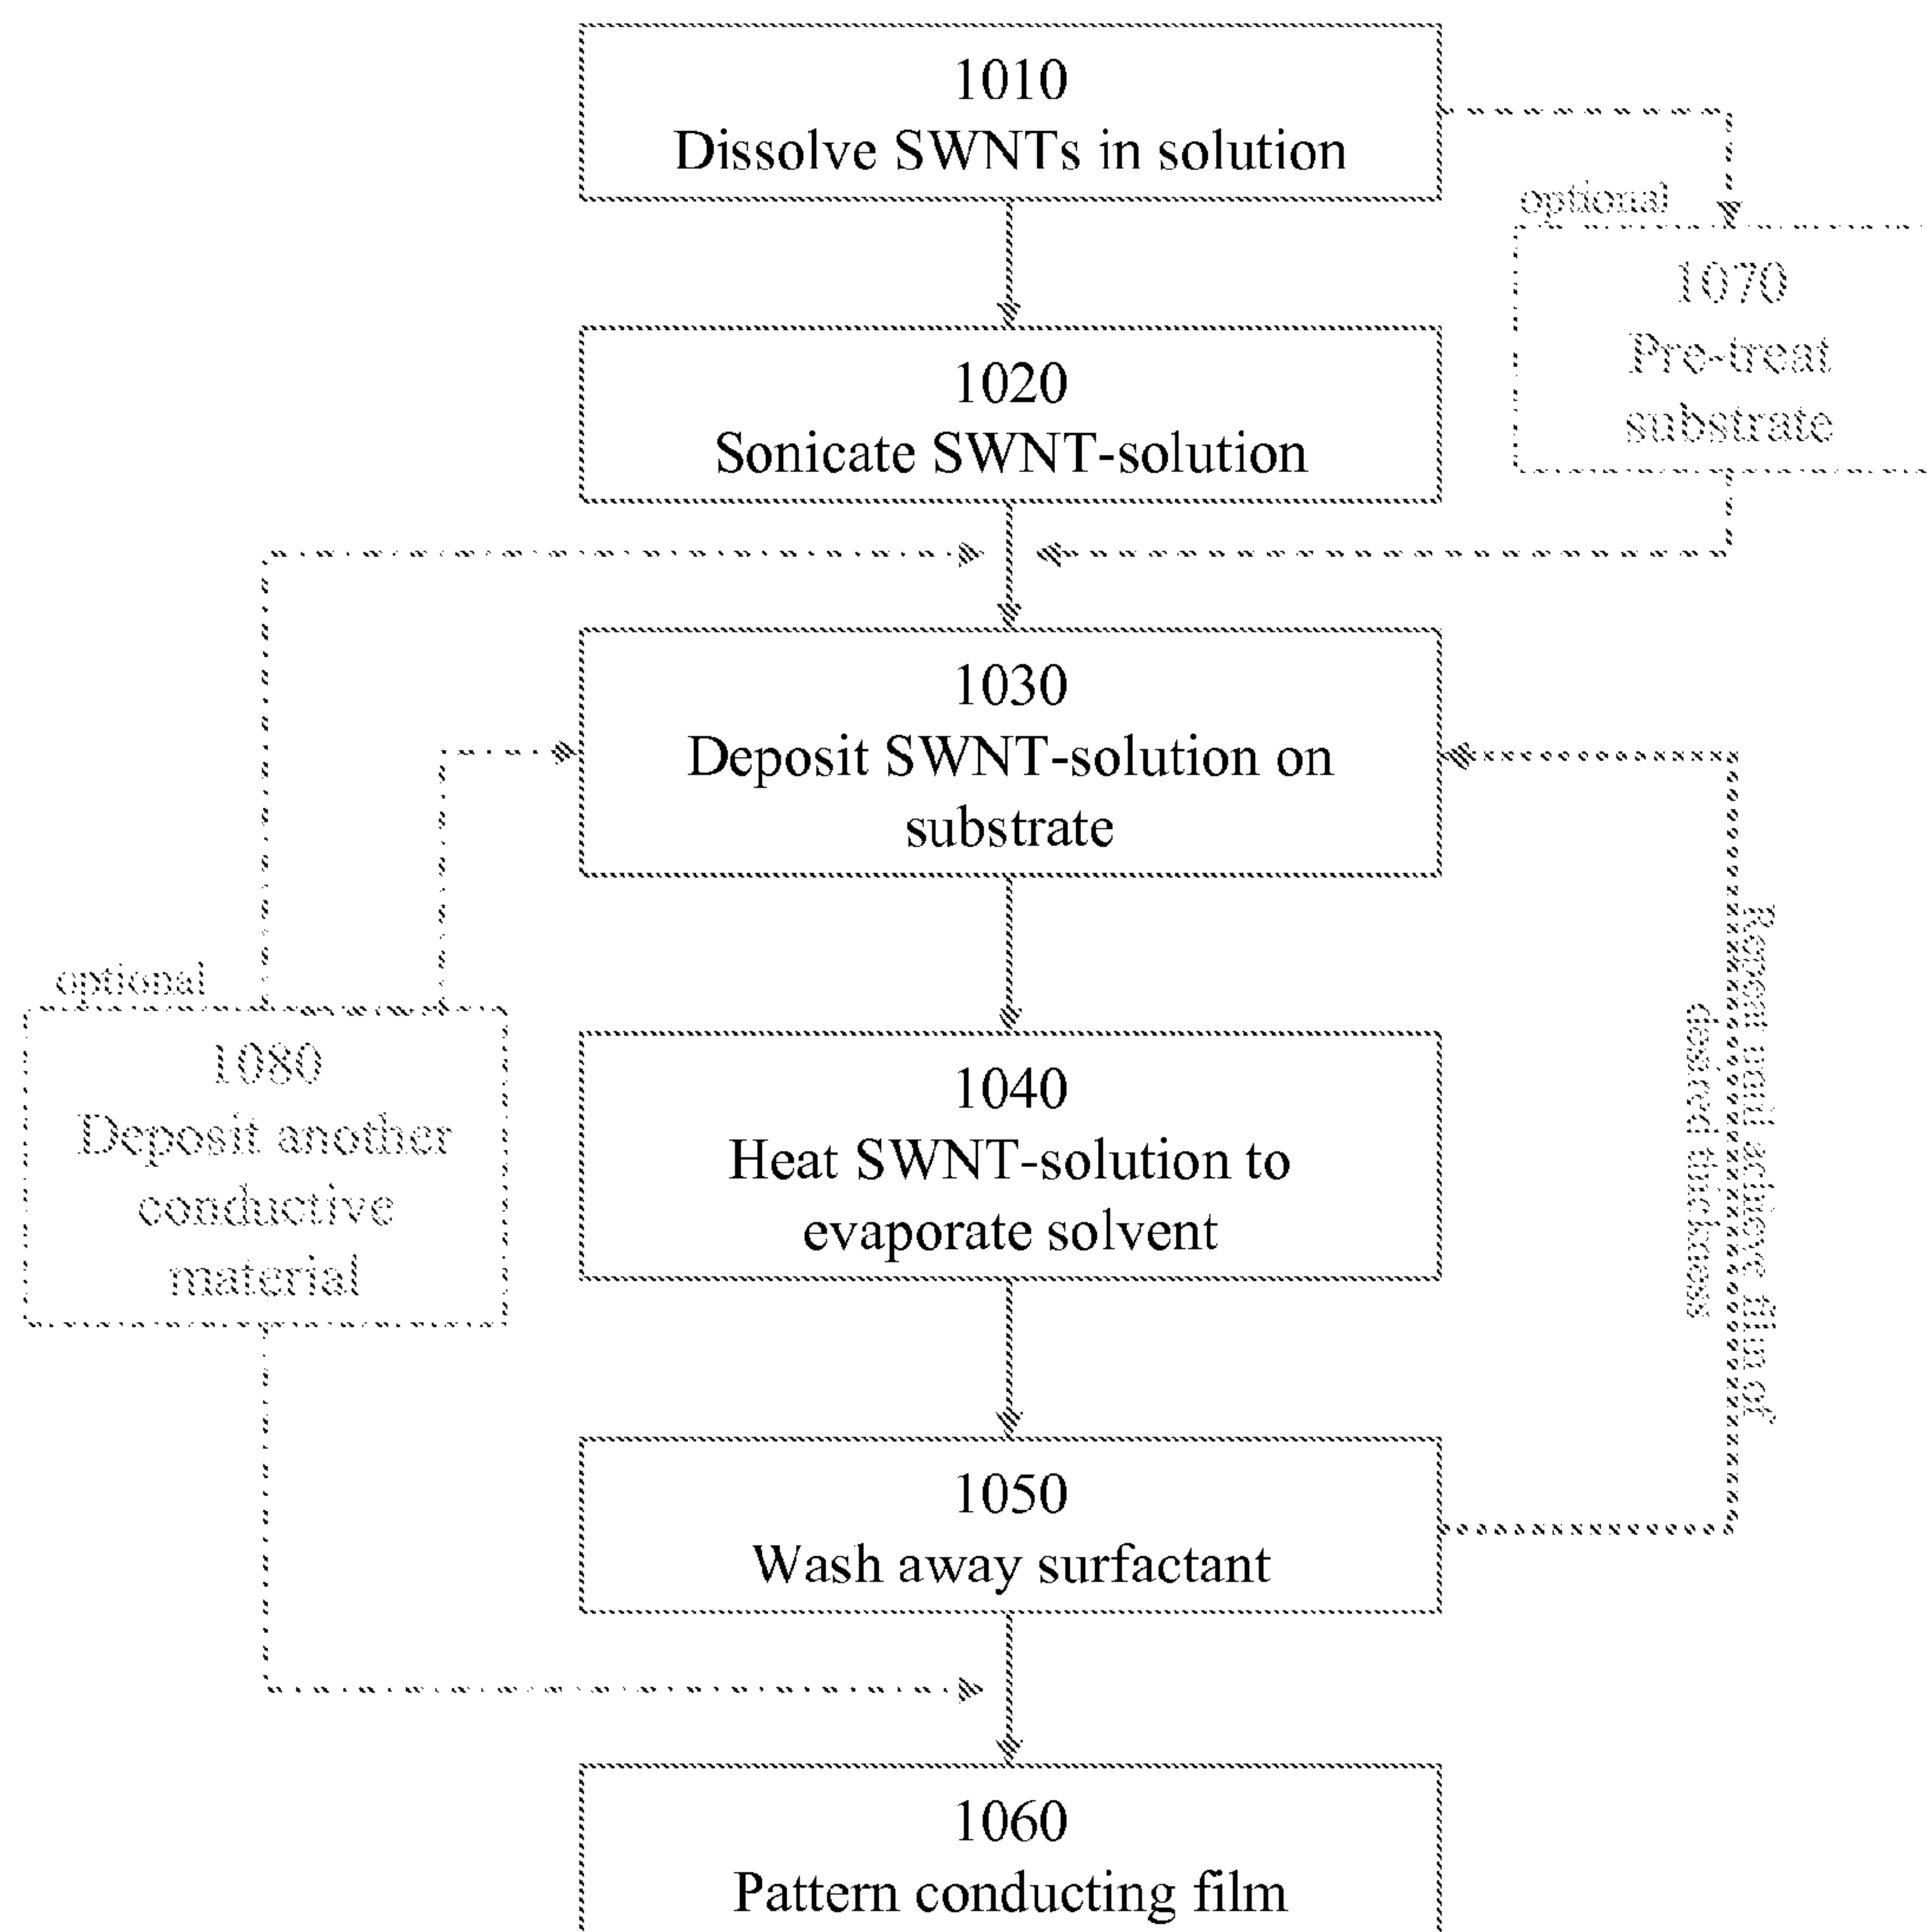 1010
Dissolve SWNTs in solution
optional
1070
Pre-treat
substrate
1020
Sonicate SWNT-solution
1030
Deposit SWNT-solution on
substrate
optional
1080
Deposit another
conductive
material
1040
Heat SWNT-solution to
evaporate solvent
Repeat until achieve film of
desired thickness
1050
Wash away surfactant
1060
Pattern conducting film